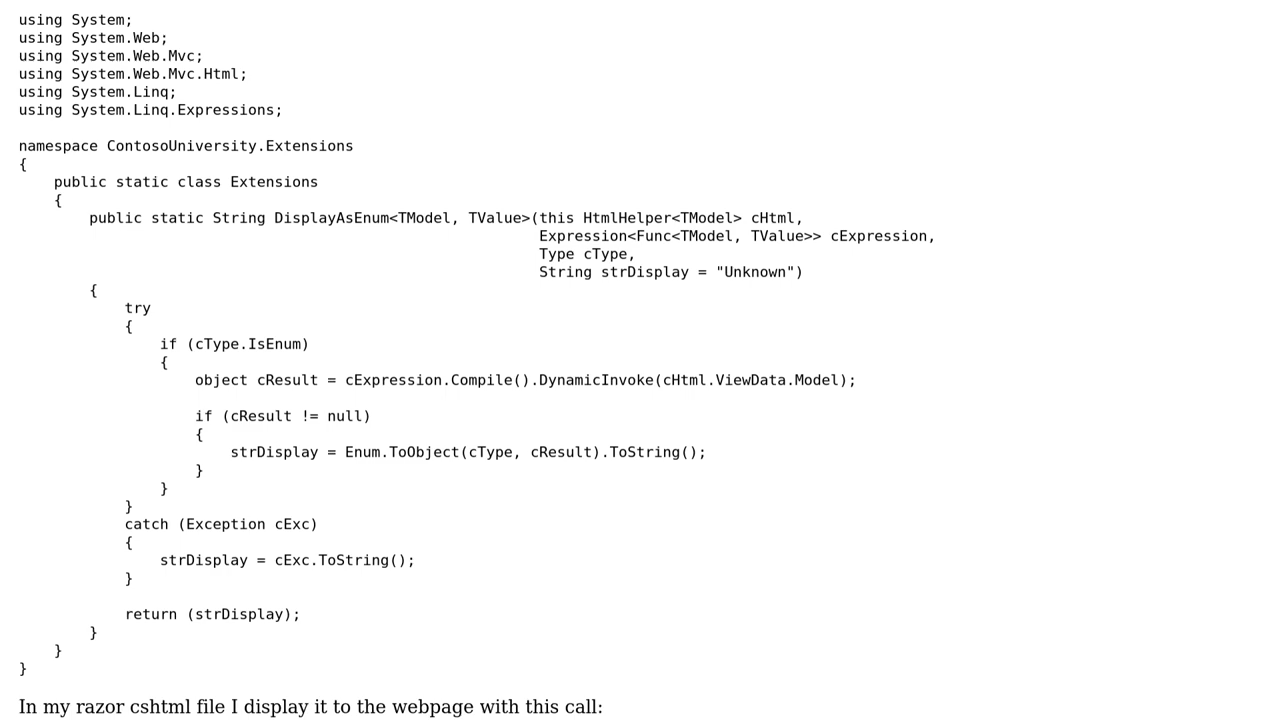 using System;
using System.Web;
using System.Web.Mvc;
using System.Web.Mvc.Html;
using System.Linq;
using System.Linq.Expressions;

namespace ContosoUniversity.Extensions
{
    public static class Extensions
    {
        public static String DisplayAsEnum<TModel, TValue>(this HtmlHelper<TModel> cHtml,
                                                           Expression<Func<TModel, TValue>> cExpression,
                                                           Type cType,
                                                           String strDisplay = "Unknown")
        {
            try
            {
                if (cType.IsEnum)
                {
                    object cResult = cExpression.Compile().DynamicInvoke(cHtml.ViewData.Model);

                    if (cResult != null)
                    {
                        strDisplay = Enum.ToObject(cType, cResult).ToString();
                    }
                }
            }
            catch (Exception cExc)
            {
                strDisplay = cExc.ToString();
            }

            return (strDisplay);
        }
    }
}
In my razor cshtml file I display it to the webpage with this call: